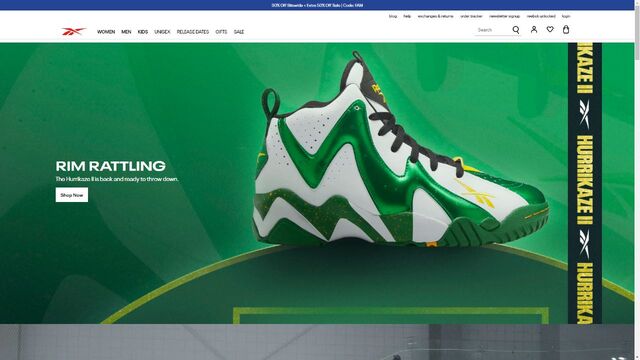 30% Off Sitewide + Extra 50% Off Sale | Code: FAM
blog help exchanges & returns order tracker newsletter signup reebok unlocked login
WOMEN MEN KIDS UNISEX RELEASE DATES GIFTS SALE
Search
RIM RATTLING
The Hurrikaze II is back and ready to throw down.
Shop Now
HURRIKAZE II
HURRIKAZE II
HURRIKA